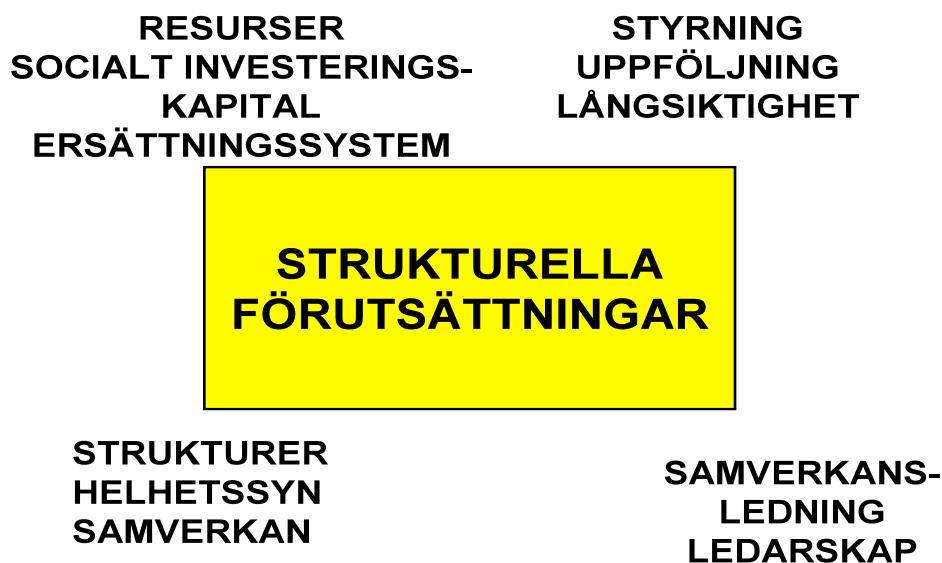 RESURSER
SOCIALT INVESTERINGS-
KAPITAL
ERSÄTTNINGSSYSTEM
STYRNING
UPPFÖLJNING
LÅNGSIKTIGHET
STRUKTURELLA
FÖRUTSÄTTNINGAR
STRUKTURER
HELHETSSYN
SAMVERKAN
SAMVERKANS-
LEDNING
LEDARSKAP